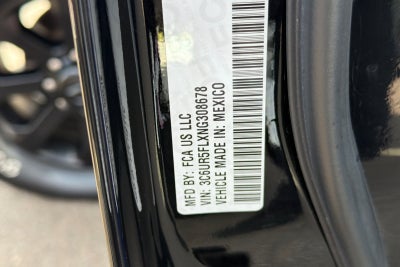 MFD BY: FCA US LLC
VIN: 3C6UR5FLXNG308678
VEHICLE MADE IN: MEXICO